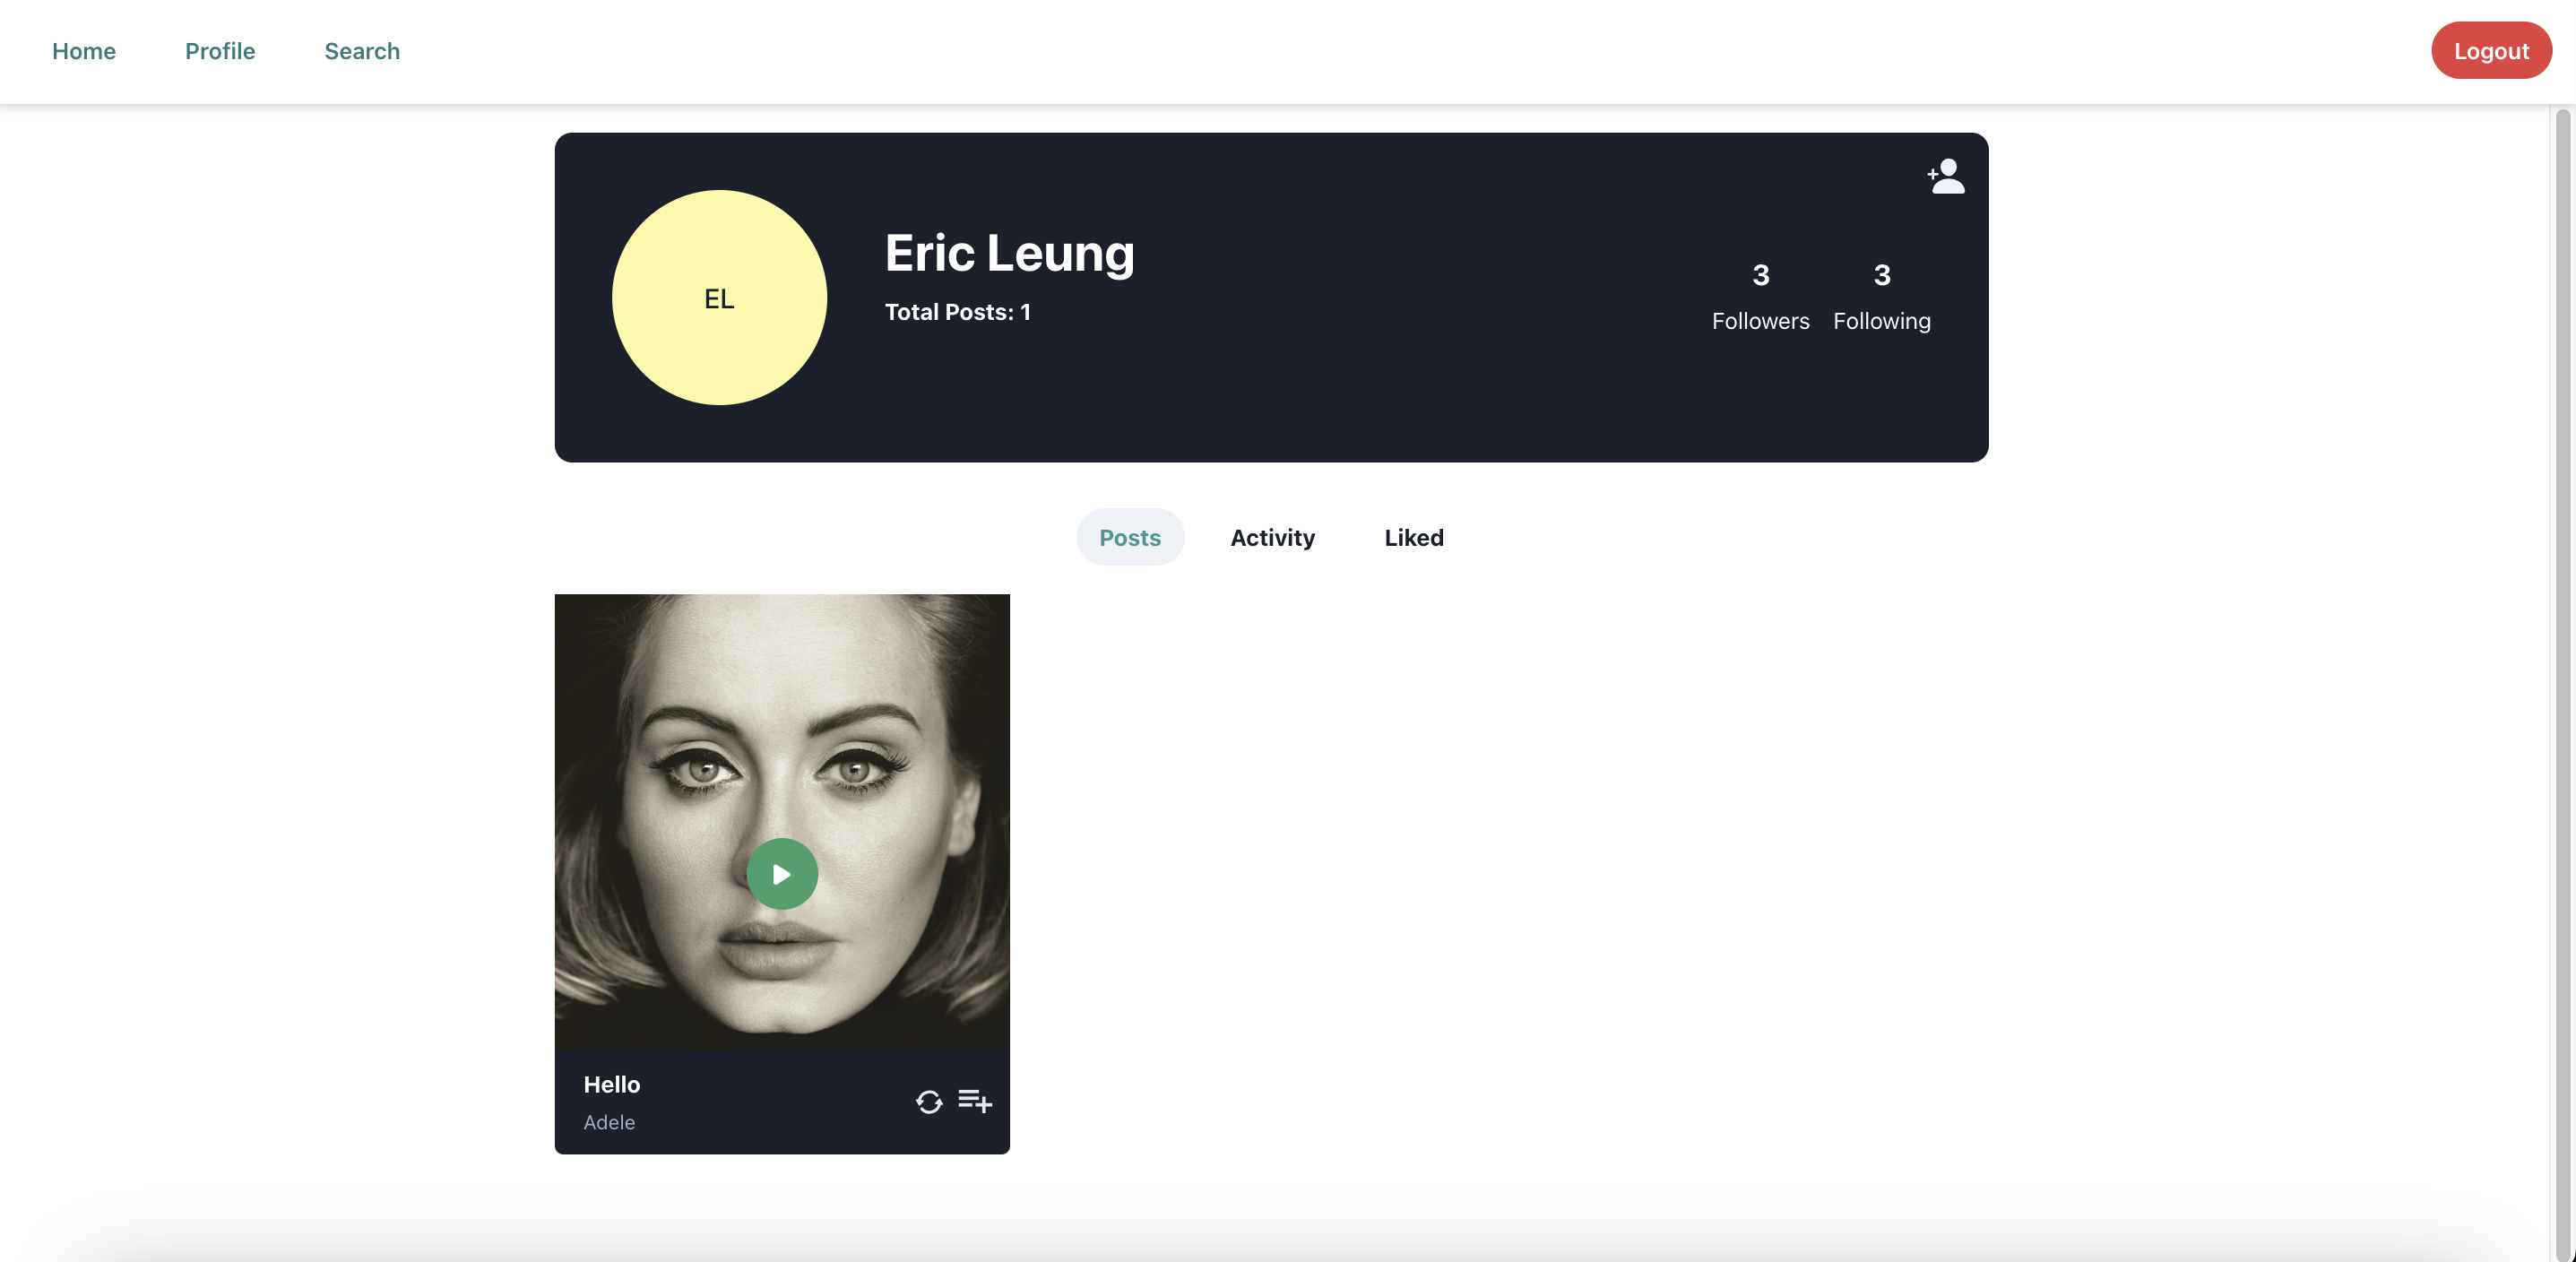 Home Profile Search Logout
Eric Leung
EL
Total Posts: 1
3 3
Followers Following
Posts Activity Liked
Hello
Adele